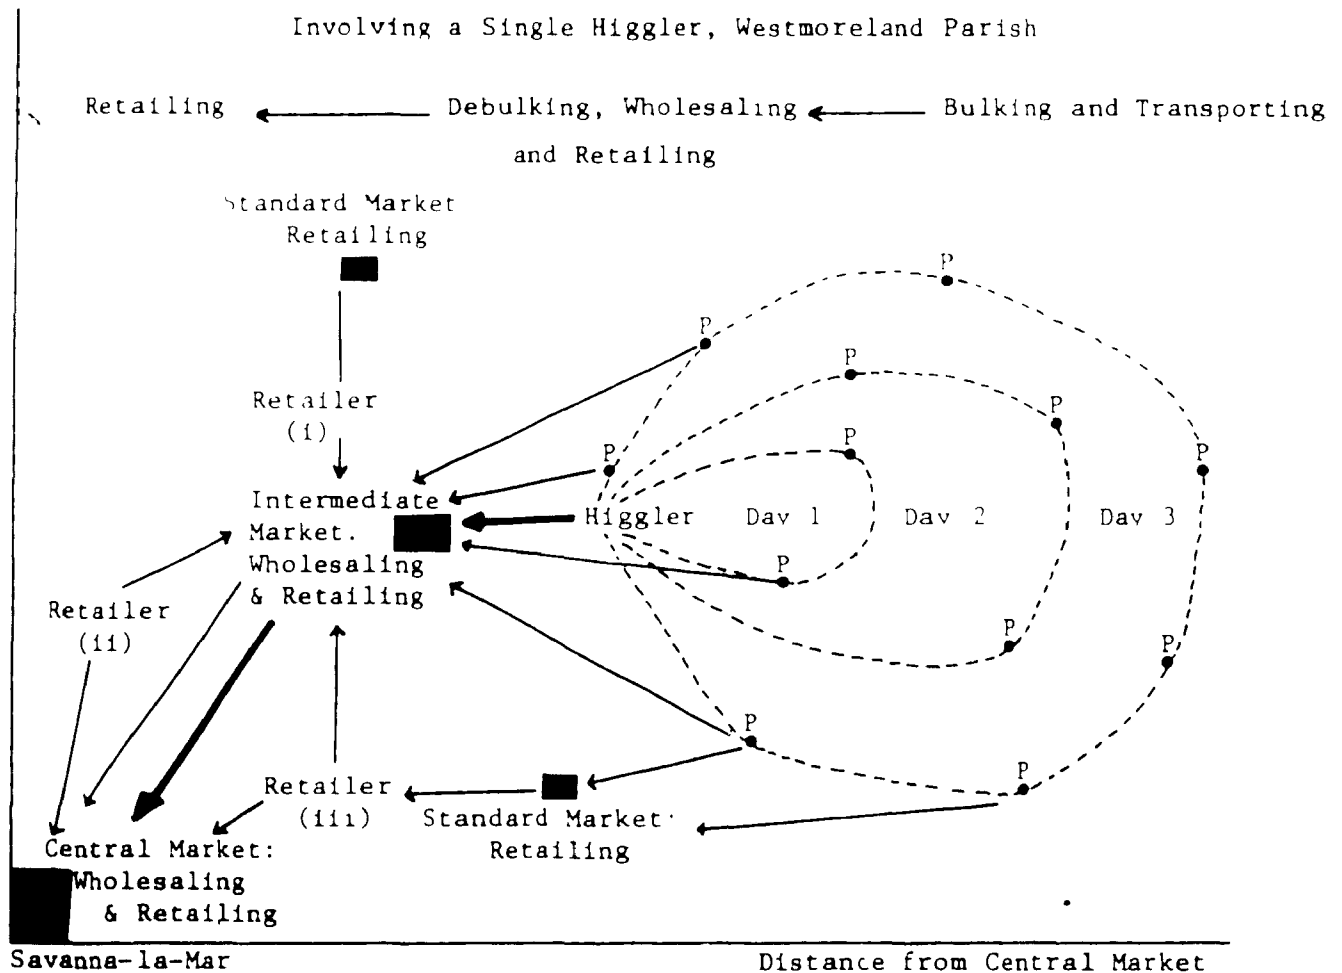 Involving a Single Higgler, Westmoreland Parish
Retailing
Debulking, Wholesaling
and Retailing
Bulking and Transporting
Standard Market
Retailing
P
P
P
P
P
P
P
Retailer
(i)
Intermediate
Market.
Wholesaling
& Retailing
Higgler
Day 1
Day 2
Day 3
P
Retailer
(ii)
P
P
P
P
Retailer
(iii)
Standard Market
Retailing
Central Market:
Wholesaling
& Retailing
Savanna-la-Mar
Distance from Central Market